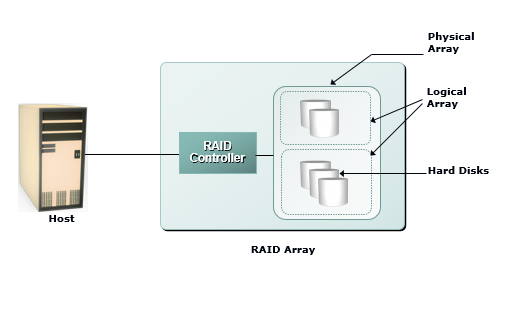 Physical
Array
Logical
Array
RAID
Controller
Hard Disks
Host
RAID Array